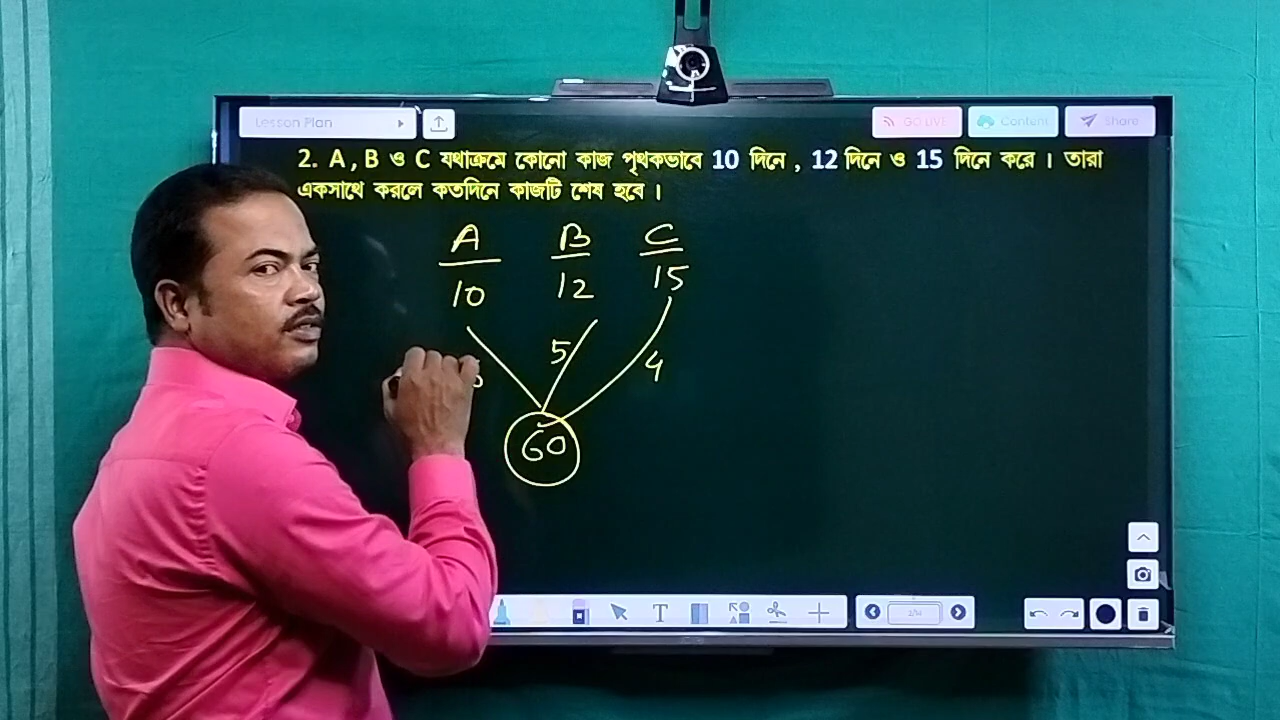 Lesson Plan
GO LIVE
Content
Share
2. A , B ও C যথাক্রমে কোনো কাজ পৃথকভাবে 10 দিনে , 12 দিনে ও 15 দিনে করে । তারা
একসাথে করলে কতদিনে কাজটি শেষ হবে ।
A B C
10 12 15
5 4
60
T